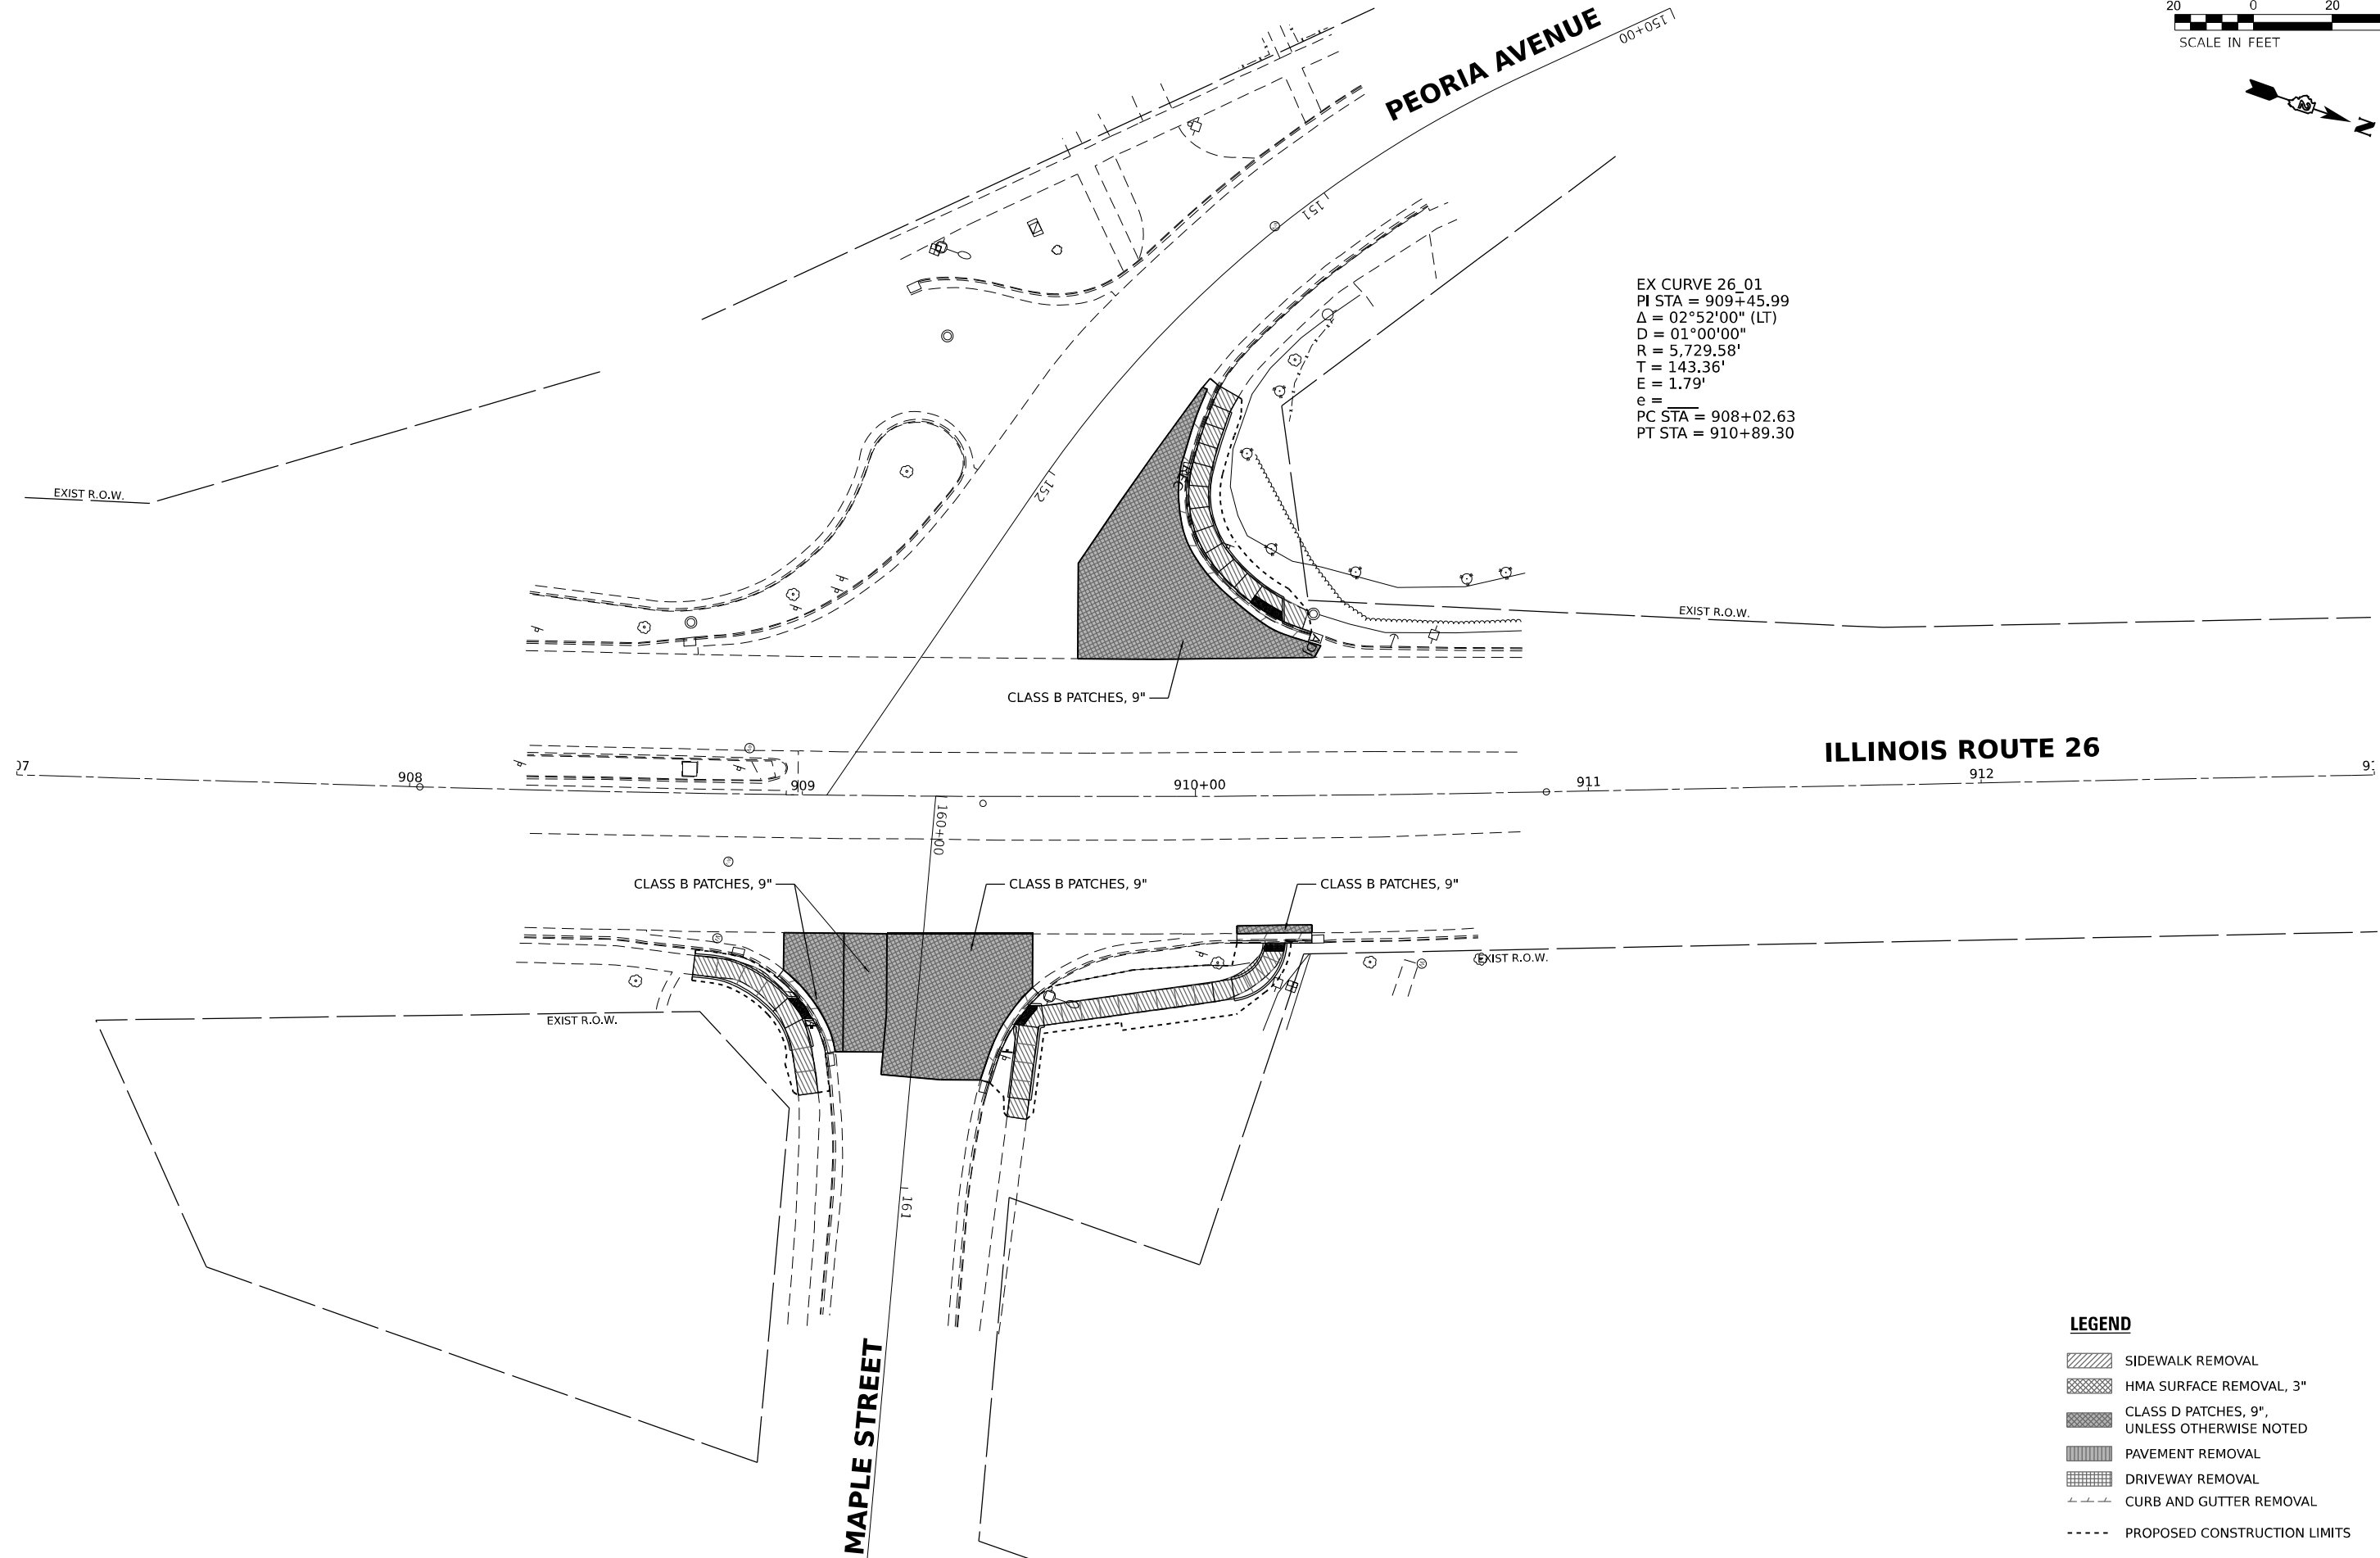 20 0 20
SCALE IN FEET
N
PEORIA AVENUE
150+00
151
152
EX CURVE 26_01
PI STA = 909+45.99
Δ = 02°52'00" (LT)
D = 01°00'00"
R = 5,729.58'
T = 143.36'
E = 1.79'
e = ____
PC STA = 908+02.63
PT STA = 910+89.30
EXIST R.O.W.
REC
ADJ
EXIST R.O.W.
CLASS B PATCHES, 9"
ILLINOIS ROUTE 26
07
908
909
910+00
911
912
160+00
CLASS B PATCHES, 9"
CLASS B PATCHES, 9"
CLASS B PATCHES, 9"
EXIST R.O.W.
EXIST R.O.W.
161
MAPLE STREET
LEGEND
SIDEWALK REMOVAL
HMA SURFACE REMOVAL, 3"
CLASS D PATCHES, 9",
UNLESS OTHERWISE NOTED
PAVEMENT REMOVAL
DRIVEWAY REMOVAL
CURB AND GUTTER REMOVAL
PROPOSED CONSTRUCTION LIMITS